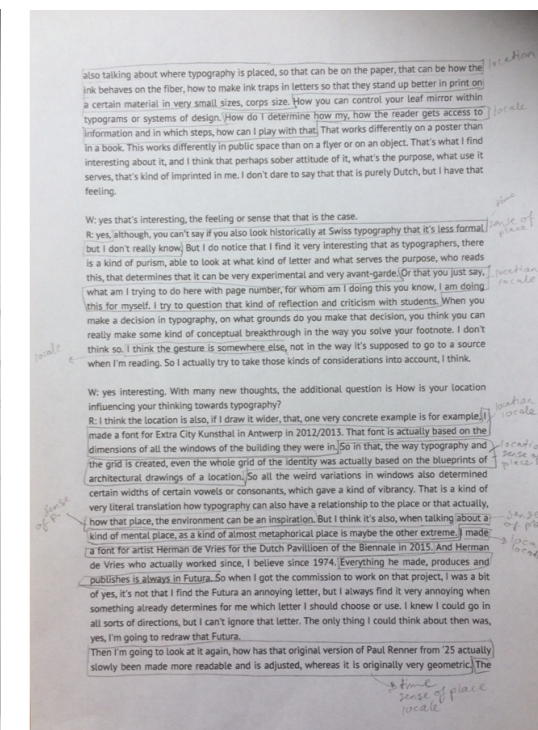 also talking about where typography is placed, so that can be on the paper, that can be how the
location
ink behaves on the fiber, how to make ink traps in letters so that they stand up better in print on
a certain material in very small sizes, corps size. How you can control your leaf mirror within
typograms or systems of design. How do I determine how my, how the reader gets access to
locale
information and in which steps, how can I play with that. That works differently on a poster than
in a book. This works differently in public space than on a flyer or on an object. That's what I find
interesting about it, and I think that perhaps sober attitude of it, what's the purpose, what use it
serves, that's kind of imprinted in me. I don't dare to say that that is purely Dutch, but I have that
feeling.
W: yes that's interesting, the feeling or sense that that is the case.
time
R: yes, although, you can't say if you also look historically at Swiss typography that it's less formal
sense of place
but I don't really know. But I do notice that I find it very interesting that as typographers, there
is a kind of purism, able to look at what kind of letter and what serves the purpose, who reads
this, that determines that it can be very experimental and very avant-garde. Or that you just say,
location
locale
what am I trying to do here with page number, for whom am I doing this you know, I am doing
this for myself. I try to question that kind of reflection and criticism with students. When you
make a decision in typography, on what grounds do you make that decision, you think you can
really make some kind of conceptual breakthrough in the way you solve your footnote. I don't
think so. I think the gesture is somewhere else, not in the way it's supposed to go to a source
locale
when I'm reading. So I actually try to take those kinds of considerations into account, I think.
W: yes interesting. With many new thoughts, the additional question is How is your location
influencing your thinking towards typography?
R: I think the location is also, if I draw it wider, that, one very concrete example is for example, I
location
locale
made a font for Extra City Kunsthal in Antwerp in 2012/2013. That font is actually based on the
dimensions of all the windows of the building they were in. So in that, the way typography and
the grid is created, even the whole grid of the identity was actually based on the blueprints of
sense of place
architectural drawings of a location. So all the weird variations in windows also determined
certain widths of certain vowels or consonants, which gave a kind of vibrancy. That is a kind of
very literal translation how typography can also have a relationship to the place or that actually,
sense of p.
how that place, the environment can be an inspiration. But I think it's also, when talking about a
kind of mental place, as a kind of almost metaphorical place is maybe the other extreme. I made
a font for artist Herman de Vries for the Dutch Pavillioen of the Biennale in 2015. And Herman
de Vries who actually worked since, I believe since 1974. Everything he made, produces and
publishes is always in Futura. So when I got the commission to work on that project, I was a bit
of yes, it's not that I find the Futura an annoying letter, but I always find it very annoying when
something already determines for me which letter I should choose or use. I knew I could go in
all sorts of directions, but I can't ignore that letter. The only thing I could think about then was,
yes, I'm going to redraw that Futura.
Then I'm going to look at it again, how has that original version of Paul Renner from '25 actually
slowly been made more readable and is adjusted, whereas it is originally very geometric. The
time
sense of place
locale